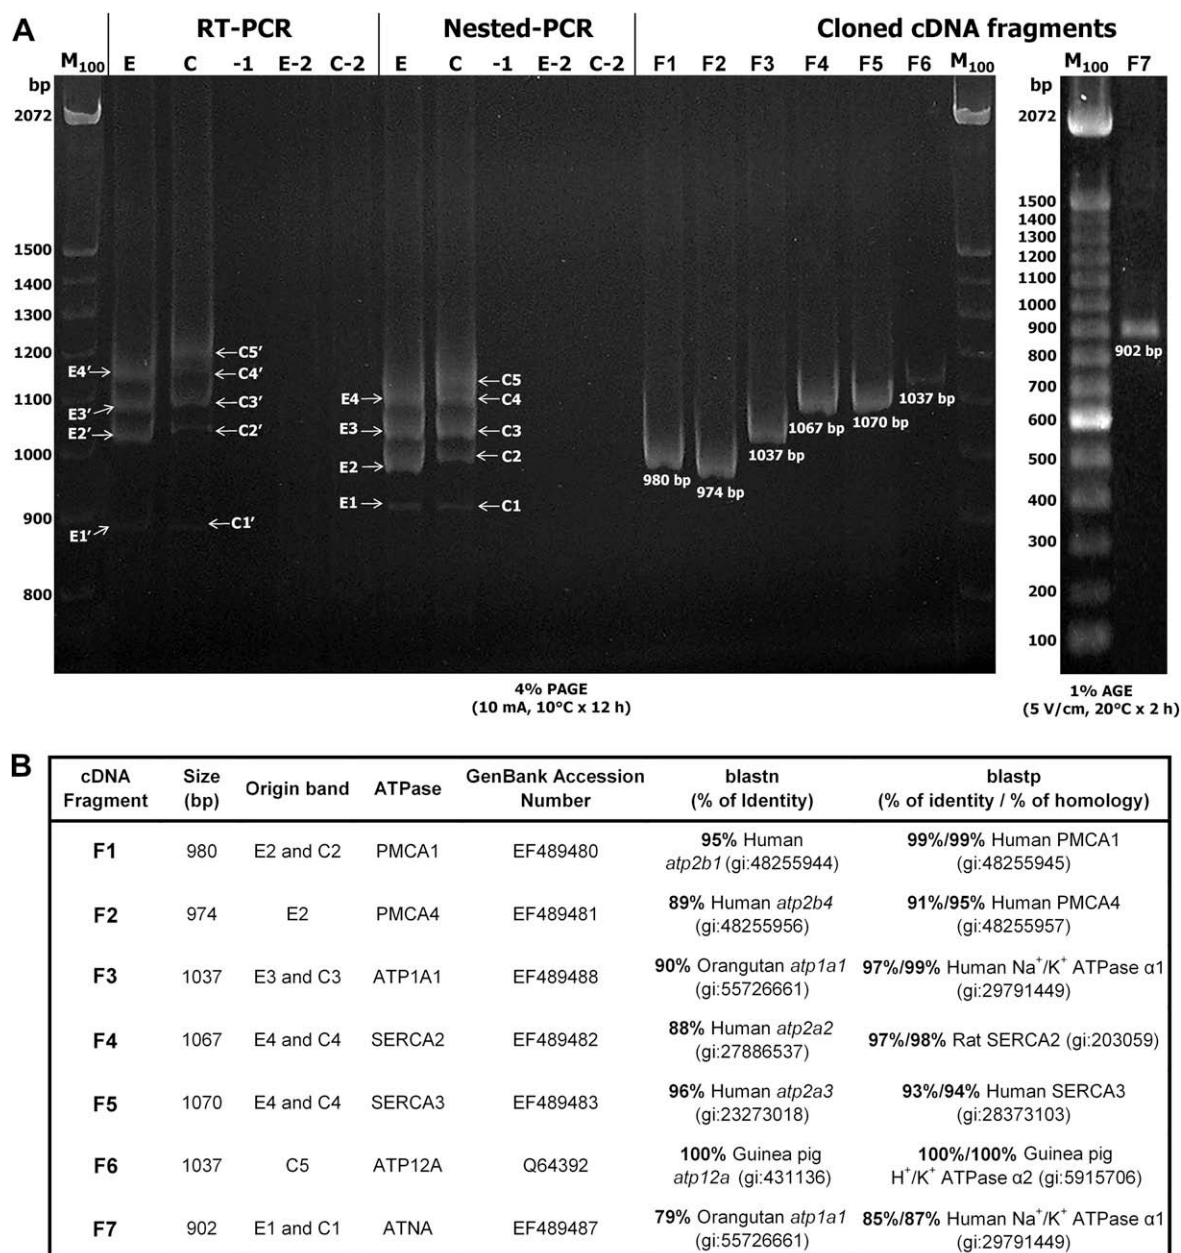 A
RT-PCR Nested-PCR Cloned cDNA fragments
M100 E C -1 E-2 C-2 E C -1 E-2 C-2 F1 F2 F3 F4 F5 F6 M100 M100 F7
bp bp
2072 2072
1500
1400
1300
1200
1100
1000
900
800
E4'
E3'
E2'
E1'
C5'
C4'
C3'
C2'
C1'
E4
E3
E2
E1
C5
C4
C3
C2
C1
980 bp
974 bp
1037 bp
1067 bp
1070 bp
1037 bp
1500
1400
1300
1200
1100
1000
900
800
700
600
500
400
300
200
100
902 bp
4% PAGE
(10 mA, 10°C x 12 h)
1% AGE
(5 V/cm, 20°C x 2 h)
B
cDNA Fragment Size (bp) Origin band ATPase GenBank Accession Number blastn (% of Identity) blastp (% of identity / % of homology)
F1 980 E2 and C2 PMCA1 EF489480 95% Human atp2b1 (gi:48255944) 99%/99% Human PMCA1 (gi:48255945)
F2 974 E2 PMCA4 EF489481 89% Human atp2b4 (gi:48255956) 91%/95% Human PMCA4 (gi:48255957)
F3 1037 E3 and C3 ATP1A1 EF489488 90% Orangutan atp1a1 (gi:55726661) 97%/99% Human Na+/K+ ATPase α1 (gi:29791449)
F4 1067 E4 and C4 SERCA2 EF489482 88% Human atp2a2 (gi:27886537) 97%/98% Rat SERCA2 (gi:203059)
F5 1070 E4 and C4 SERCA3 EF489483 96% Human atp2a3 (gi:23273018) 93%/94% Human SERCA3 (gi:28373103)
F6 1037 C5 ATP12A Q64392 100% Guinea pig atp12a (gi:431136) 100%/100% Guinea pig H+/K+ ATPase α2 (gi:5915706)
F7 902 E1 and C1 ATNA EF489487 79% Orangutan atp1a1 (gi:55726661) 85%/87% Human Na+/K+ ATPase α1 (gi:29791449)